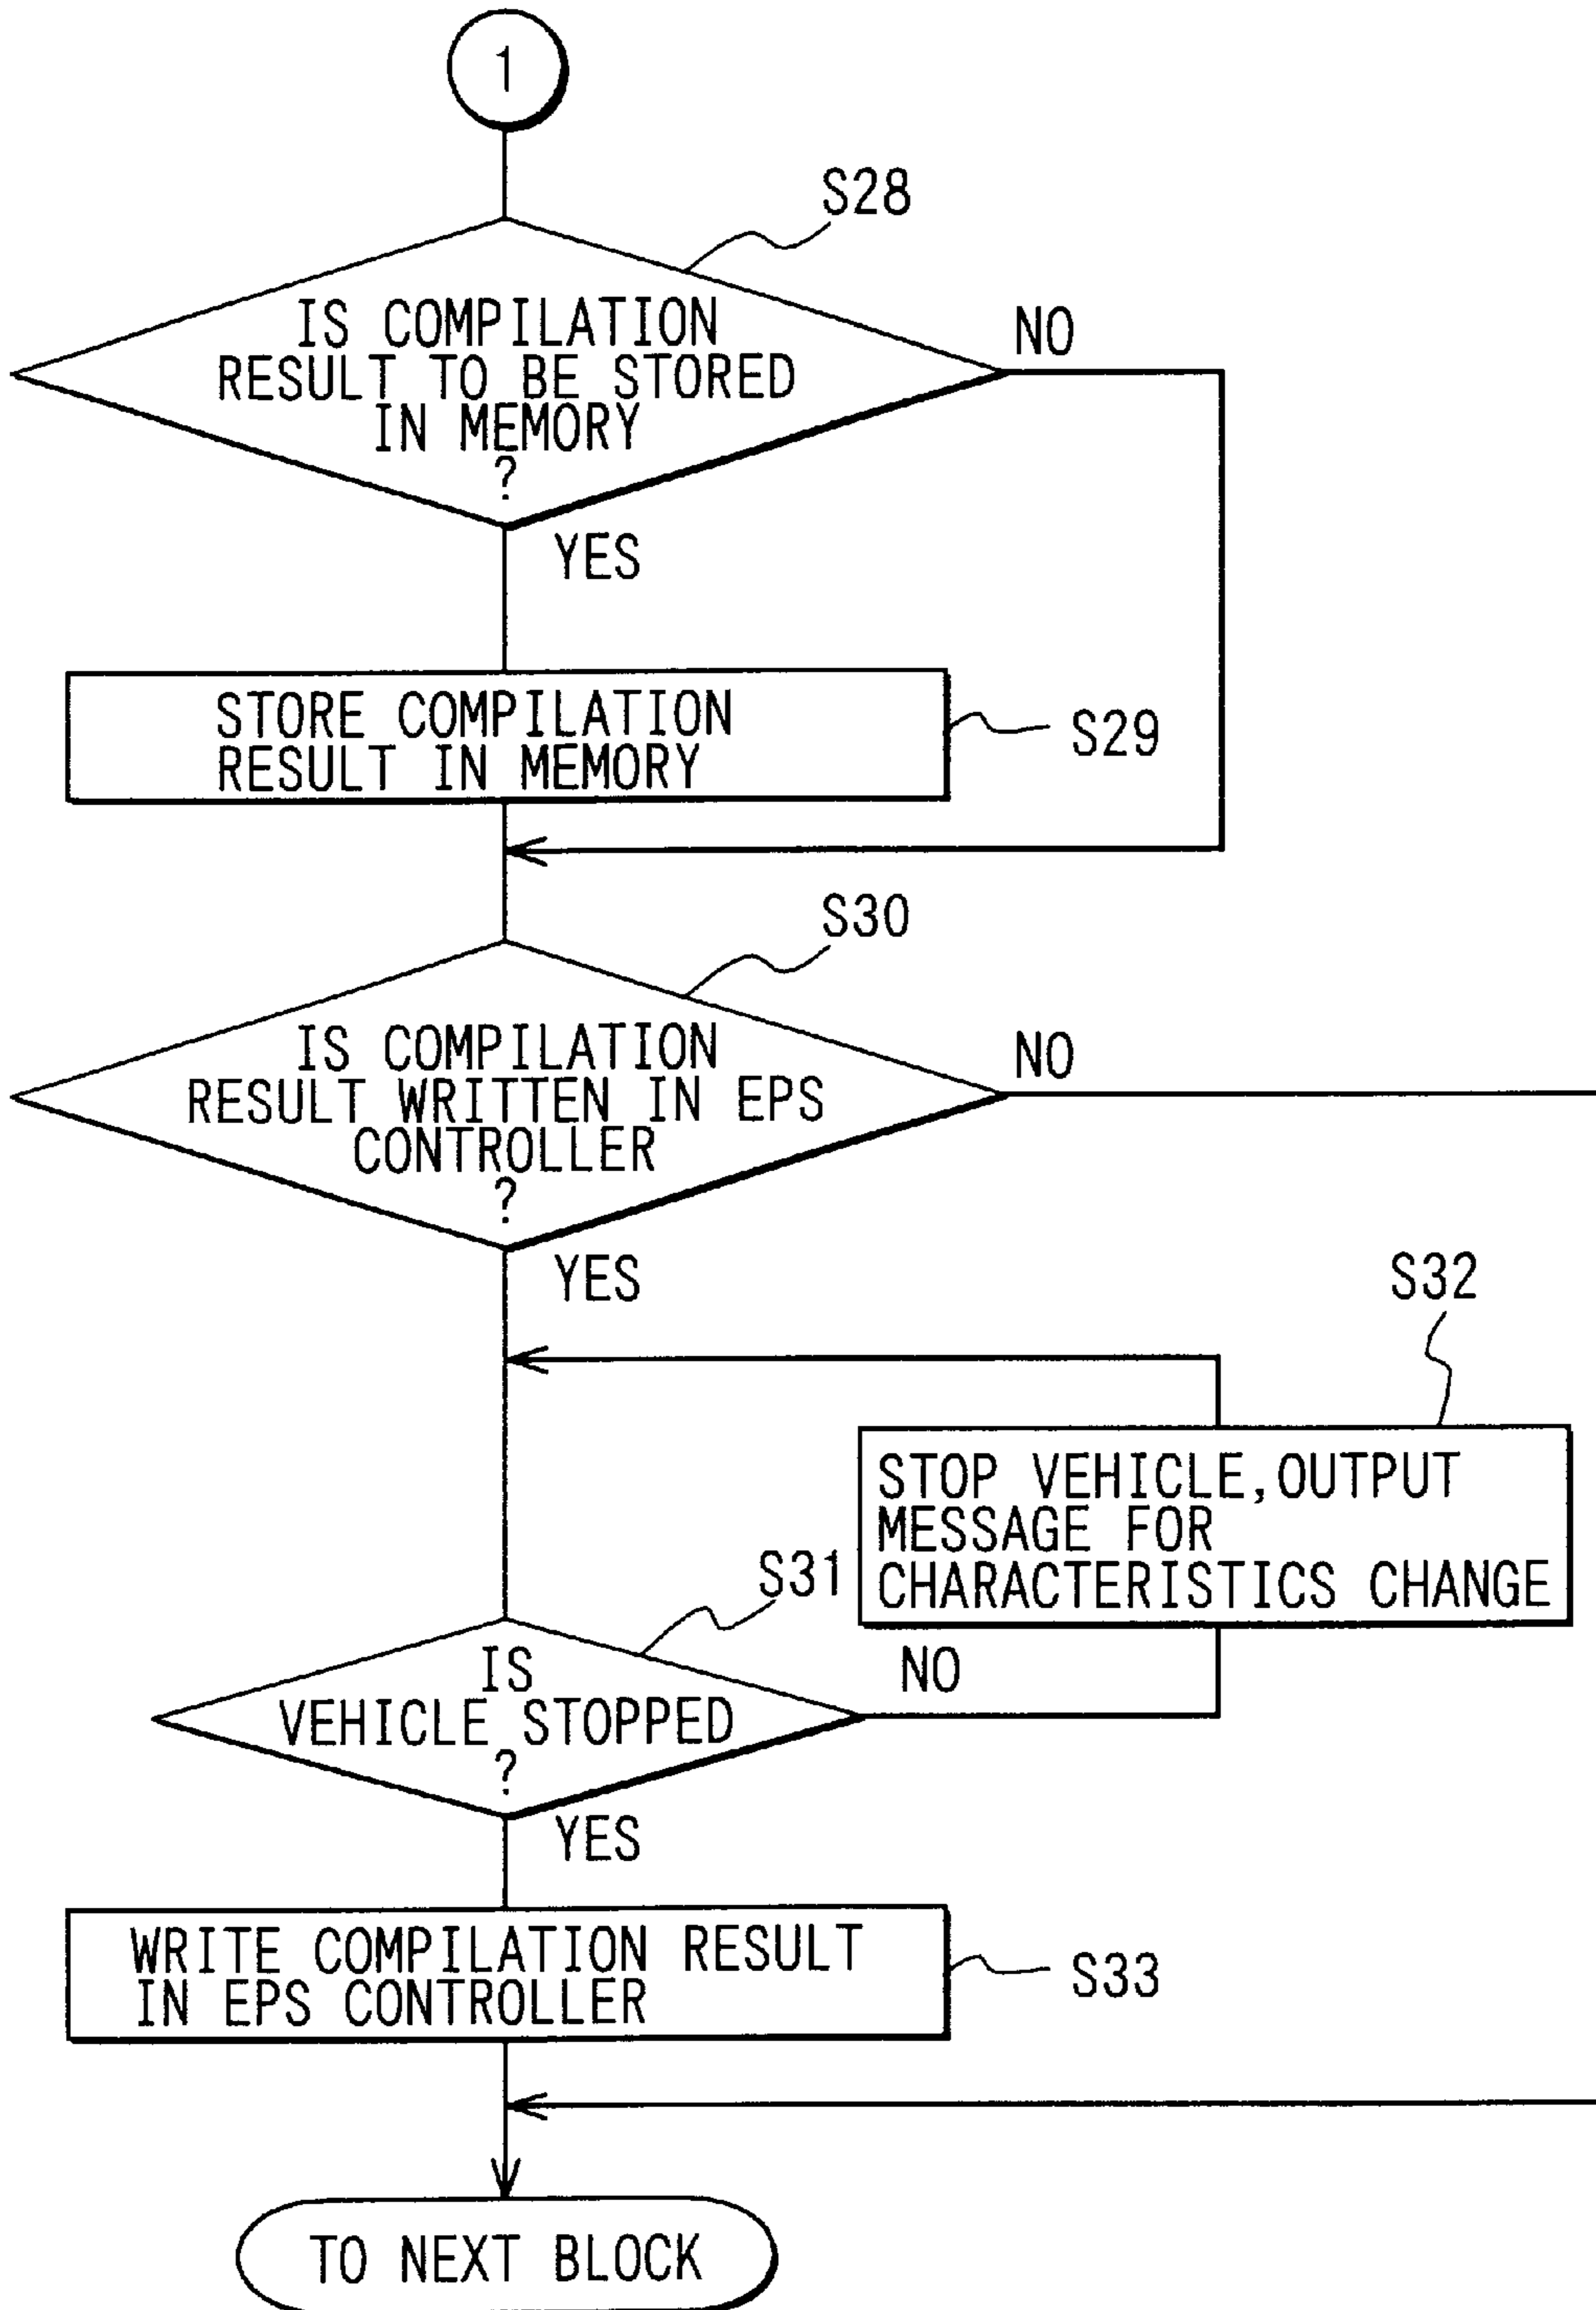 1
S28
IS COMPILATION
RESULT TO BE STORED
IN MEMORY
?
NO
YES
STORE COMPILATION
RESULT IN MEMORY
S29
S30
IS COMPILATION
RESULT WRITTEN IN EPS
CONTROLLER
?
NO
YES
S32
STOP VEHICLE,OUTPUT
MESSAGE FOR
CHARACTERISTICS CHANGE
S31
IS
VEHICLE STOPPED
?
NO
YES
WRITE COMPILATION RESULT
IN EPS CONTROLLER
S33
TO NEXT BLOCK